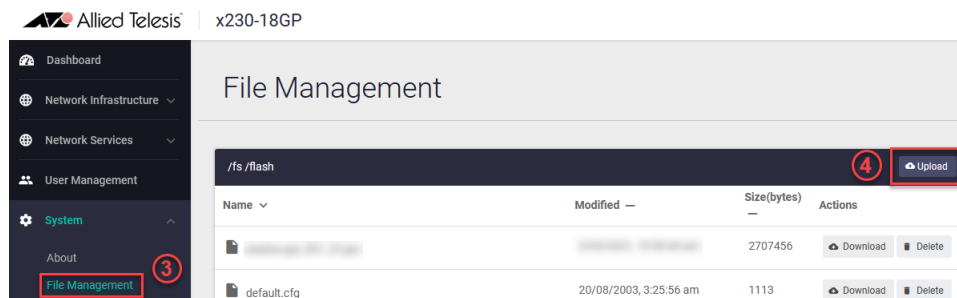 Allied Telesis x230-18GP
Dashboard
Network Infrastructure
Network Services
User Management
System
About
File Management
3
File Management
/fs /flash
4
Upload
Name Modified Size(bytes) Actions
2707456 Download Delete
default.cfg 20/08/2003, 3:25:56 am 1113 Download Delete